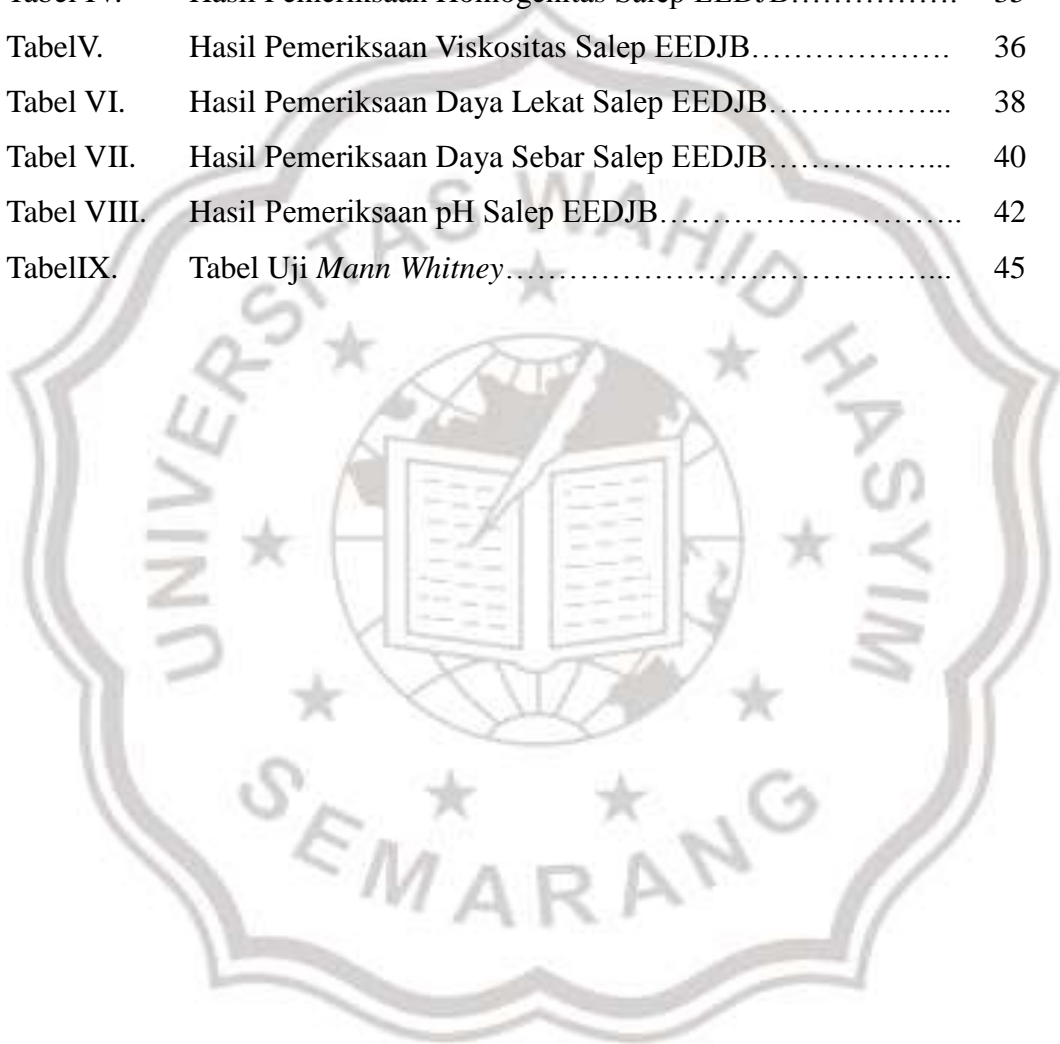 TabelV. Hasil Pemeriksaan Viskositas Salep EEDJB………………. 36
Tabel VI. Hasil Pemeriksaan Daya Lekat Salep EEDJB……………... 38
Tabel VII. Hasil Pemeriksaan Daya Sebar Salep EEDJB……………... 40
Tabel VIII. Hasil Pemeriksaan pH Salep EEDJB……………………….. 42
TabelIX. Tabel Uji Mann Whitney…………………………………... 45
UNIVERSITAS WAHID HASYIM
SEMARANG